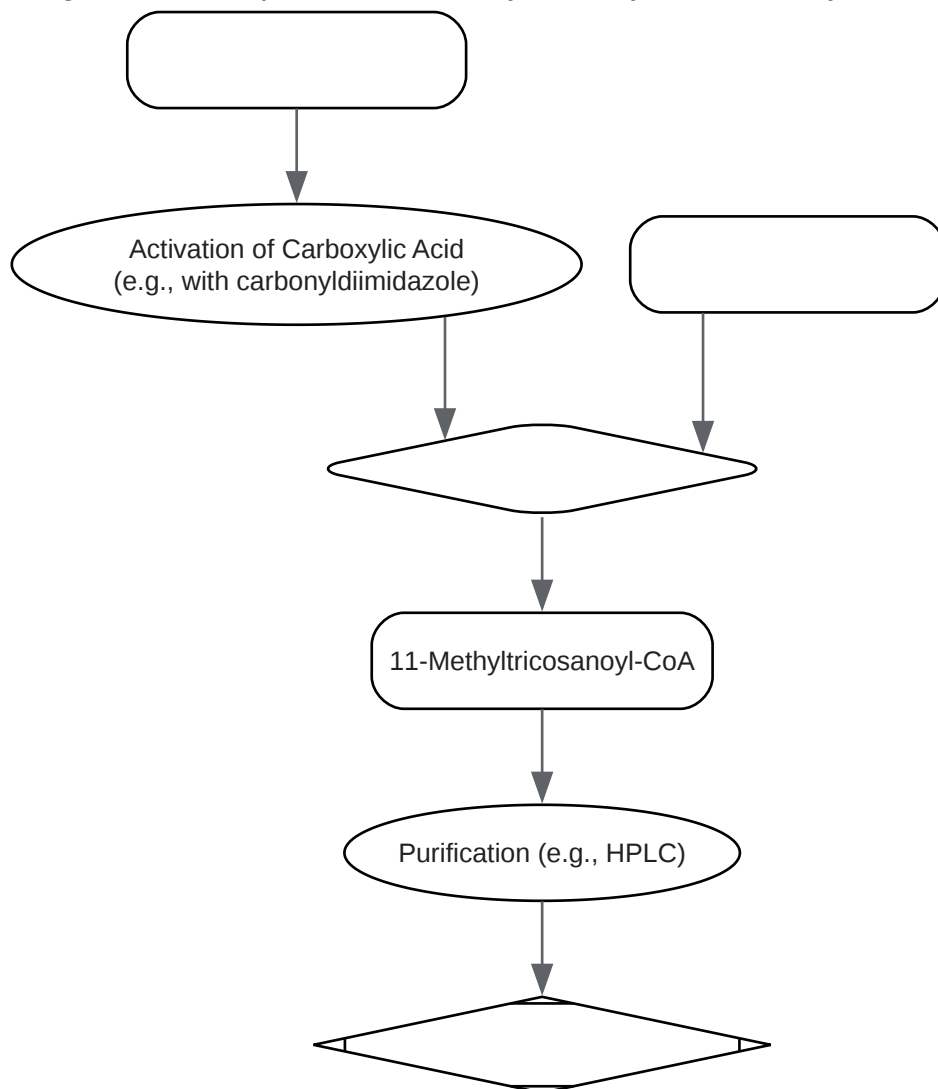 Activation of Carboxylic Acid
(e.g., with carbonyldiimidazole)
11-Methyltricosanoyl-CoA
Purification (e.g., HPLC)